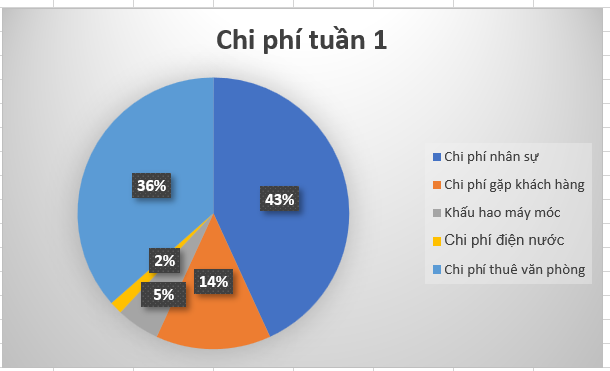 Chi phí tuần 1
43%
36%
2%
14%
5%
Chi phí nhân sự
Chi phí gặp khách hàng
Khấu hao máy móc
Chi phí điện nước
Chi phí thuê văn phòng